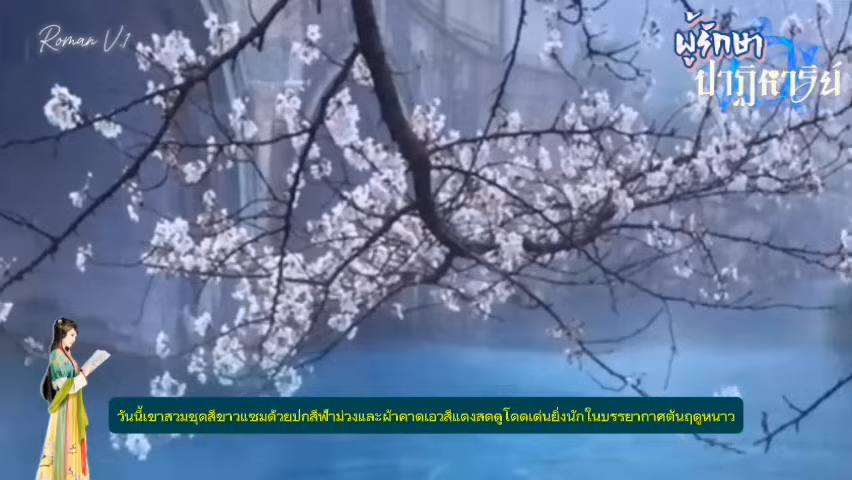 Roman V.1
ผู้รักษา
ปาฏิหาริย์
วันนี้เขาสวมชุดสีขาวแซมด้วยปกสีฟ้าม่วงและผ้าคาดเอวสีแดงสดดูโดดเด่นยิ่งนักในบรรยากาศต้นฤดูหนาว